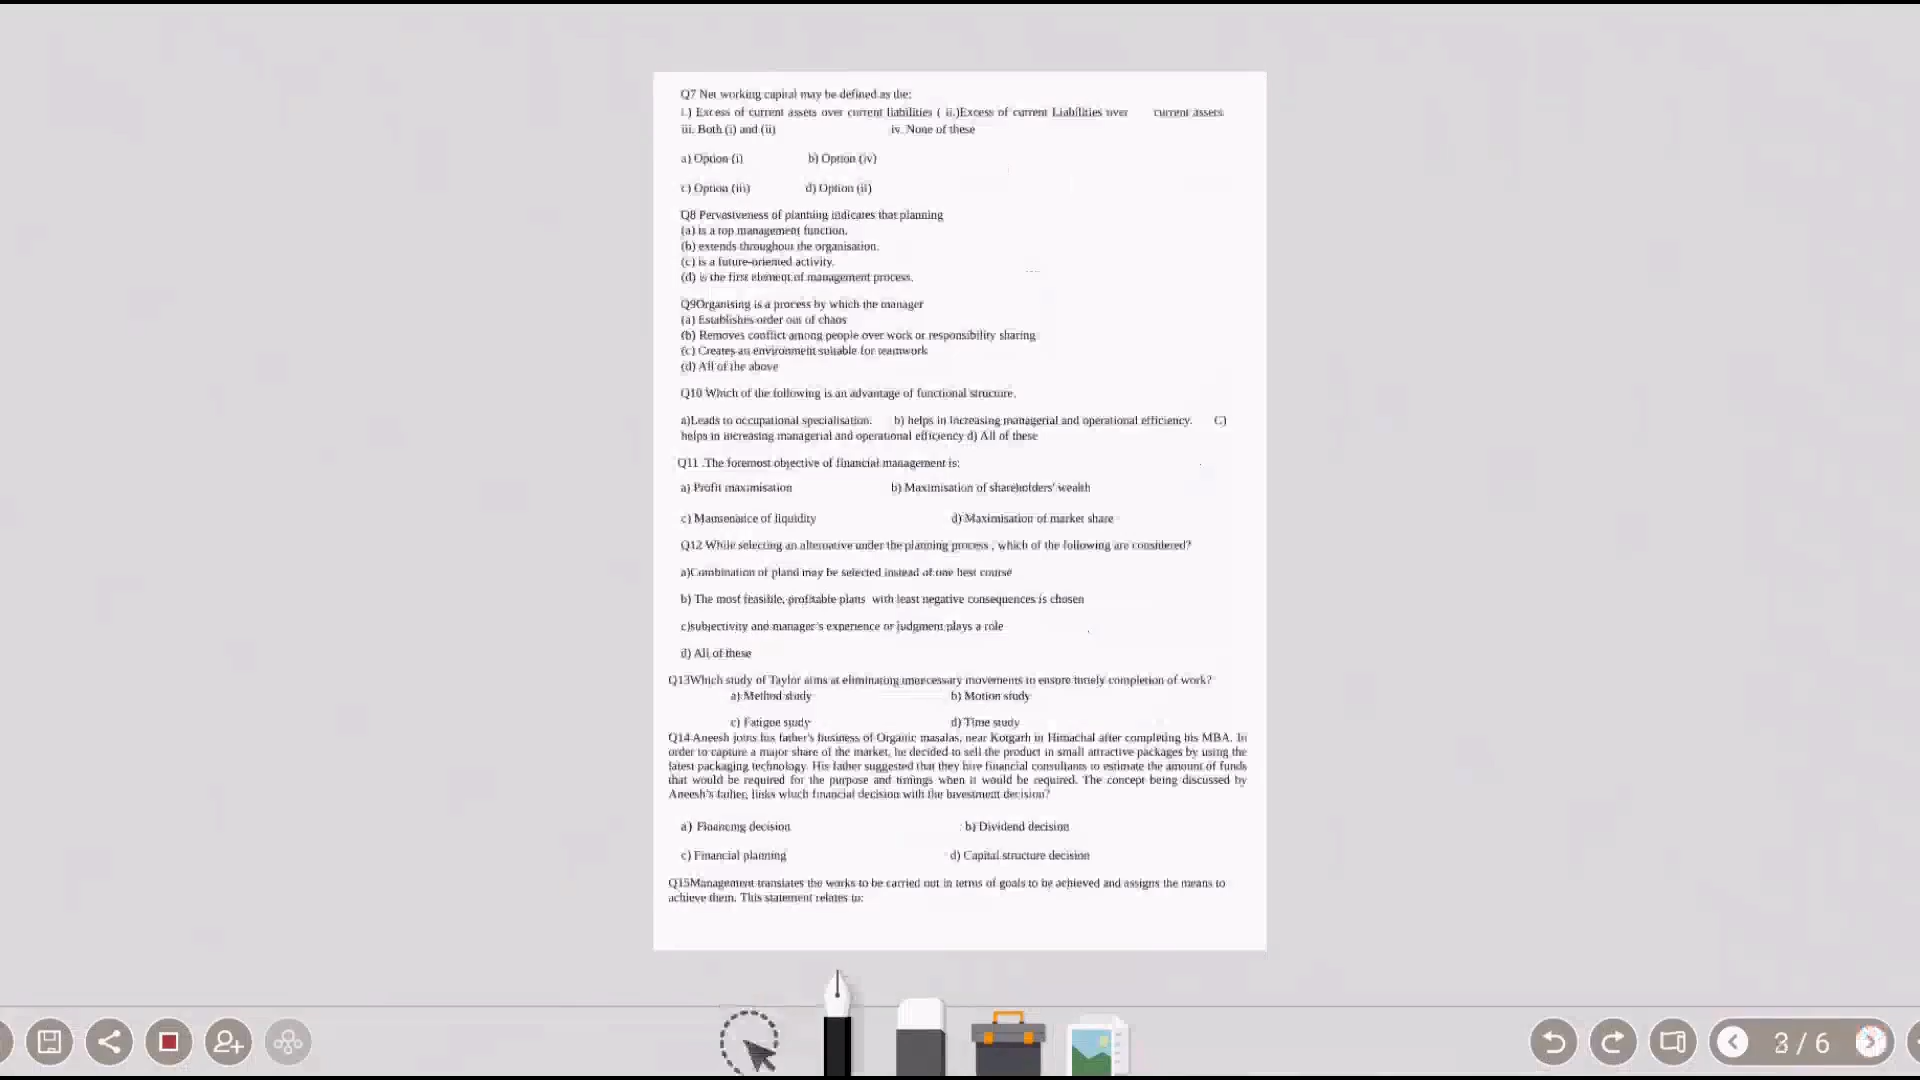 Q7 Net working capital may be defined as the:
i.) Excess of current assets over current liabilities ( ii.)Excess of current Liabilities over current assets
iii. Both (i) and (ii) iv. None of these
a) Option (i) b) Option (iv)
c) Option (iii) d) Option (ii)
Q8 Pervasiveness of planning indicates that planning
(a) is a top management function.
(b) extends throughout the organisation.
(c) is a future-oriented activity.
(d) is the first element of management process.
Q9Organising is a process by which the manager
(a) Establishes order out of chaos
(b) Removes conflict among people over work or responsibility sharing
(c) Creates an environment suitable for teamwork
(d) All of the above
Q10 Which of the following is an advantage of functional structure.
a)Leads to occupational specialisation. b) helps in increasing managerial and operational efficiency. C)
helps in increasing managerial and operational efficiency d) All of these
Q11 .The foremost objective of financial management is:
a) Profit maximisation b) Maximisation of shareholders' wealth
c) Maintenance of liquidity d) Maximisation of market share
Q12 While selecting an alternative under the planning process , which of the following are considered?
a)Combination of pland may be selected instead of one best course
b) The most feasible, profitable plans with least negative consequences is chosen
c)subjectivity and manager's experience or judgment plays a role
d) All of these
Q13Which study of Taylor aims at eliminating unnecessary movements to ensure timely completion of work?
a) Method study b) Motion study
c) Fatigue study d) Time study
Q14 Aneesh joins his father's business of Organic masalas, near Kotgarh in Himachal after completing his MBA. In
order to capture a major share of the market, he decided to sell the product in small attractive packages by using the
latest packaging technology. His father suggested that they hire financial consultants to estimate the amount of funds
that would be required for the purpose and timings when it would be required. The concept being discussed by
Aneesh's father, links which financial decision with the investment decision?
a) Financing decision b) Dividend decision
c) Financial planning d) Capital structure decision
Q15Management translates the works to be carried out in terms of goals to be achieved and assigns the means to
achieve them. This statement relates to:
3 / 6